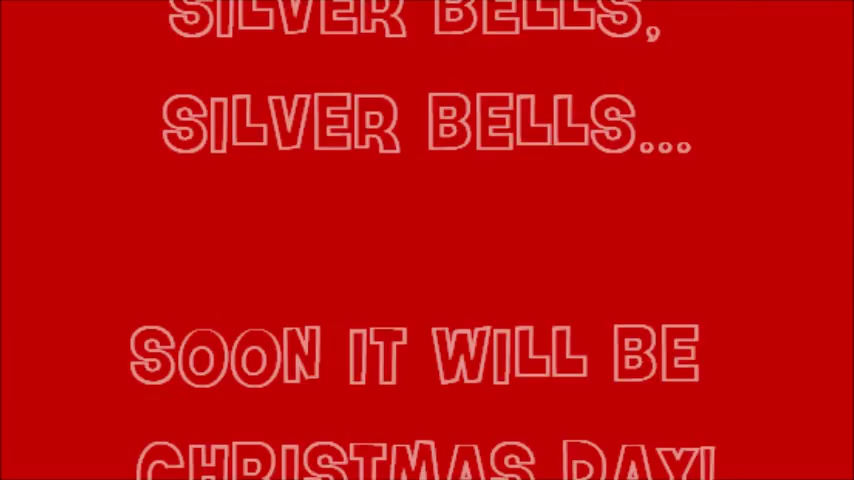 SILVER BELLS,
SILVER BELLS...
SOON IT WILL BE
CHRISTMAS DAY!